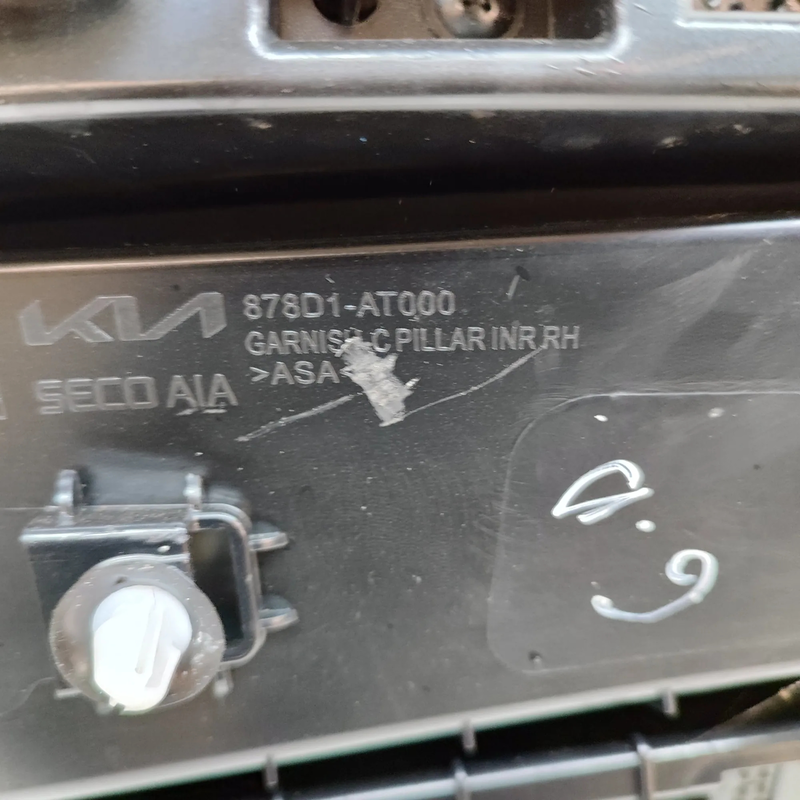 KIA
878D1-AT000
GARNISH-C PILLAR INR RH
>ASA<
SECO AIA